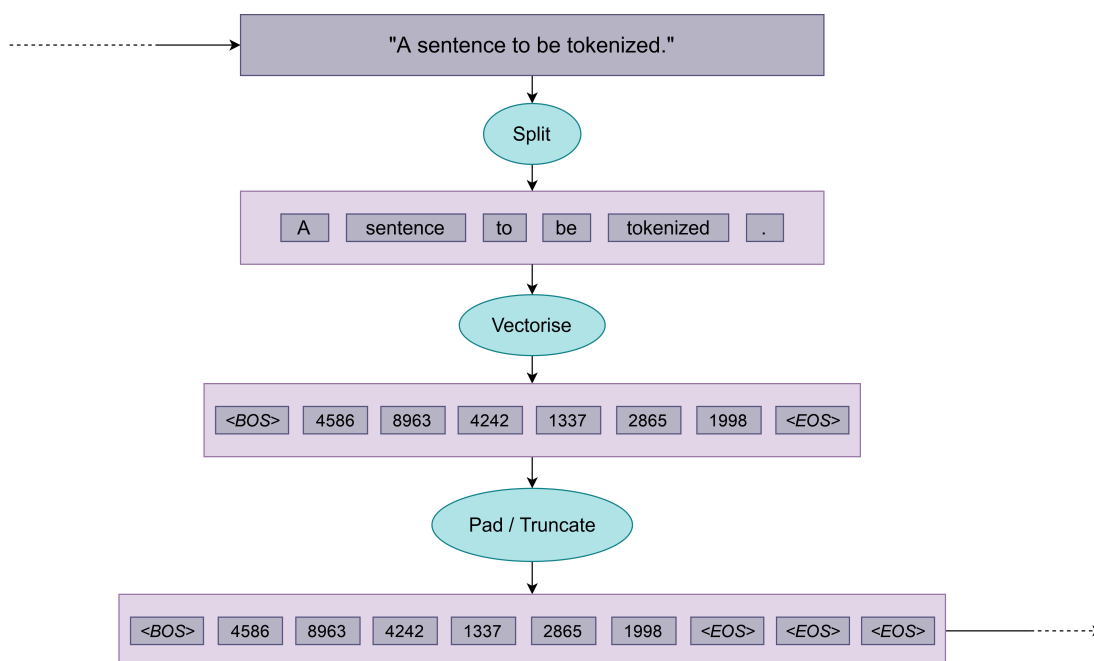 "A sentence to be tokenized."
Split
A sentence to be tokenized .
Vectorise
<BOS> 4586 8963 4242 1337 2865 1998 <EOS>
Pad / Truncate
<BOS> 4586 8963 4242 1337 2865 1998 <EOS> <EOS> <EOS>